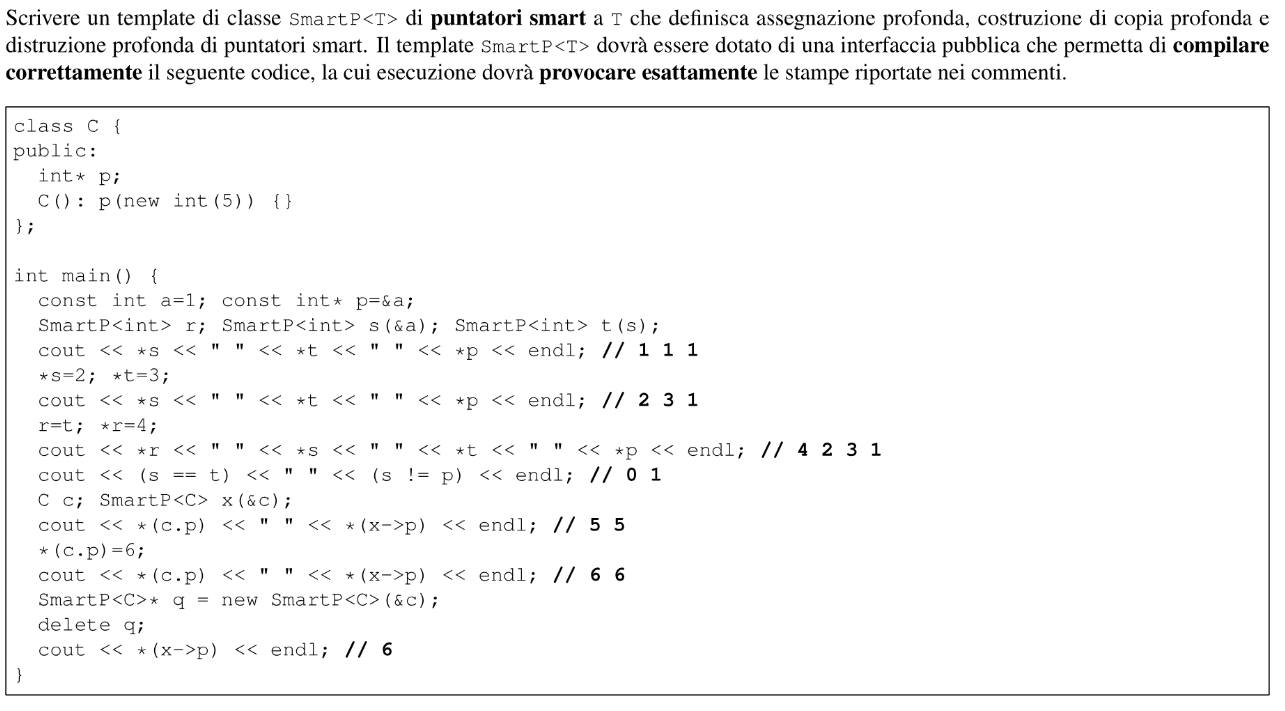 Scrivere un template di classe SmartP<T> di puntatori smart a T che definisca assegnazione profonda, costruzione di copia profonda e
distruzione profonda di puntatori smart. Il template SmartP<T> dovrà essere dotato di una interfaccia pubblica che permetta di compilare
correttamente il seguente codice, la cui esecuzione dovrà provocare esattamente le stampe riportate nei commenti.
class C {
public:
  int* p;
  C(): p(new int(5)) {}
};

int main() {
  const int a=1; const int* p=&a;
  SmartP<int> r; SmartP<int> s(&a); SmartP<int> t(s);
  cout << *s << " " << *t << " " << *p << endl; // 1 1 1
  *s=2; *t=3;
  cout << *s << " " << *t << " " << *p << endl; // 2 3 1
  r=t; *r=4;
  cout << *r << " " << *s << " " << *t << " " << *p << endl; // 4 2 3 1
  cout << (s == t) << " " << (s != p) << endl; // 0 1
  C c; SmartP<C> x(&c);
  cout << *(c.p) << " " << *(x->p) << endl; // 5 5
  *(c.p)=6;
  cout << *(c.p) << " " << *(x->p) << endl; // 6 6
  SmartP<C>* q = new SmartP<C>(&c);
  delete q;
  cout << *(x->p) << endl; // 6
}